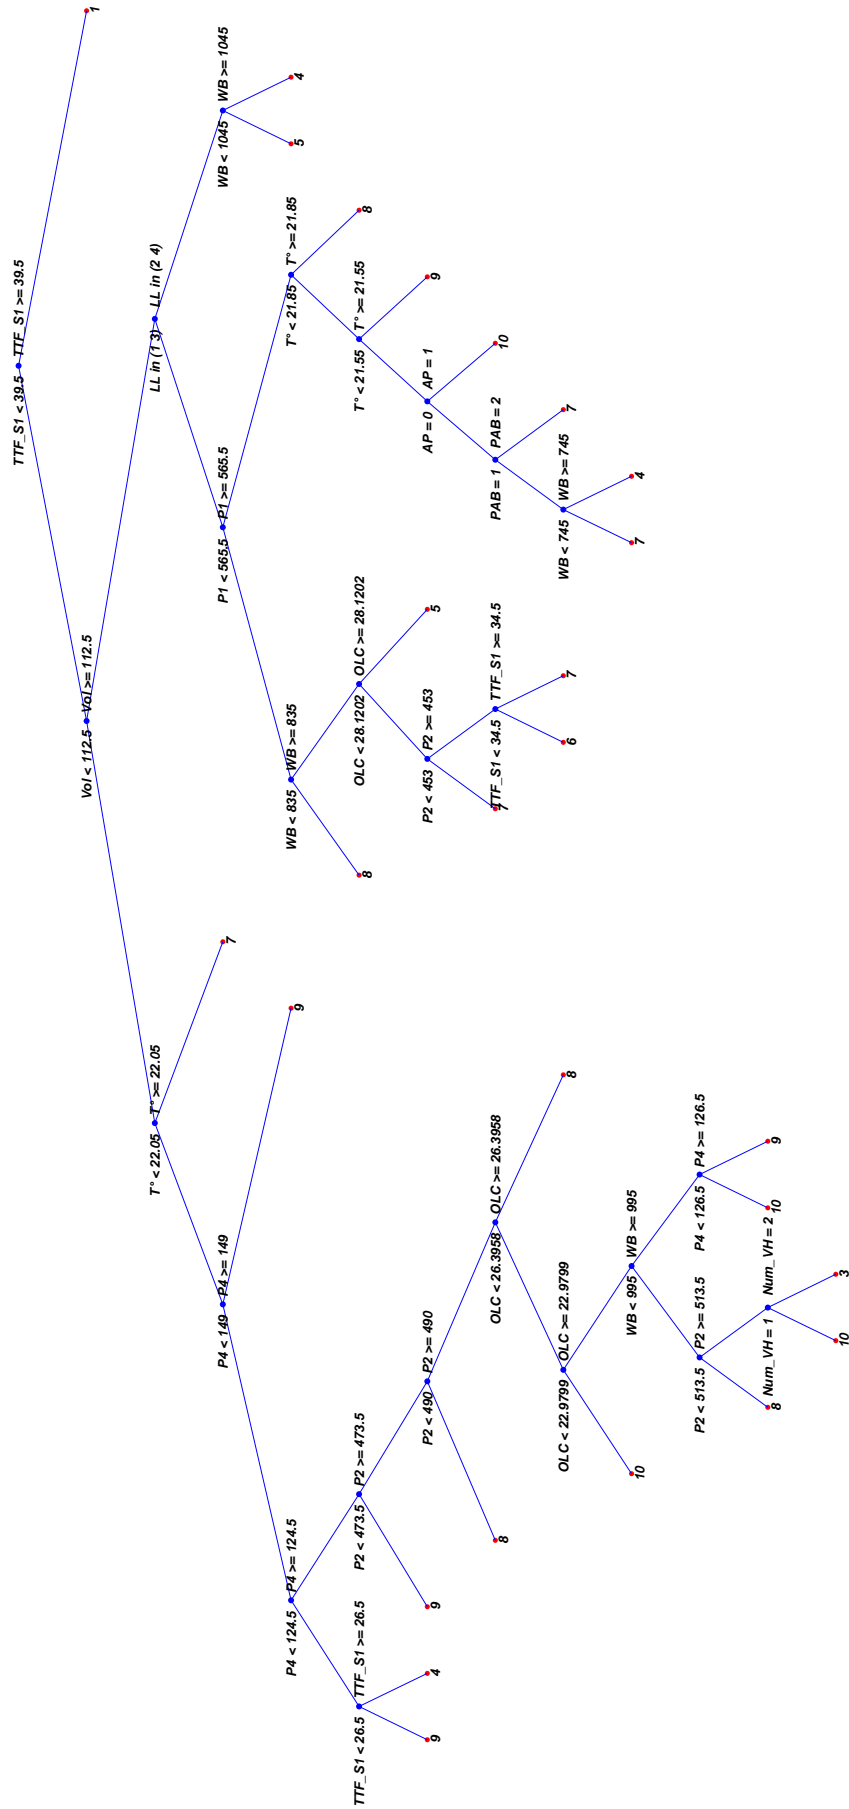 TTF_S1 < 39.5
TTF_S1 >= 39.5
Vol < 112.5
Vol >= 112.5
1
T° < 22.05
T° >= 22.05
LL in (1 3)
LL in (2 4)
P4 < 149
P4 >= 149
7
P1 < 565.5
P1 >= 565.5
WB < 1045
WB >= 1045
P4 < 124.5
P4 >= 124.5
9
WB < 835
WB >= 835
T° < 21.85
T° >= 21.85
5
4
TTF_S1 < 26.5
TTF_S1 >= 26.5
P2 < 473.5
P2 >= 473.5
8
OLC < 28.1202
OLC >= 28.1202
T° < 21.55
T° >= 21.55
8
9
4
9
P2 < 490
P2 >= 490
P2 < 453
P2 >= 453
5
AP = 0
AP = 1
9
8
OLC < 26.3958
OLC >= 26.3958
7
TTF_S1 < 34.5
TTF_S1 >= 34.5
PAB = 1
PAB = 2
10
OLC < 22.9799
OLC >= 22.9799
8
6
7
WB < 745
WB >= 745
7
10
WB < 995
WB >= 995
7
4
P2 < 513.5
P2 >= 513.5
P4 < 126.5
P4 >= 126.5
8
Num_VH = 1
Num_VH = 2
10
9
10
3